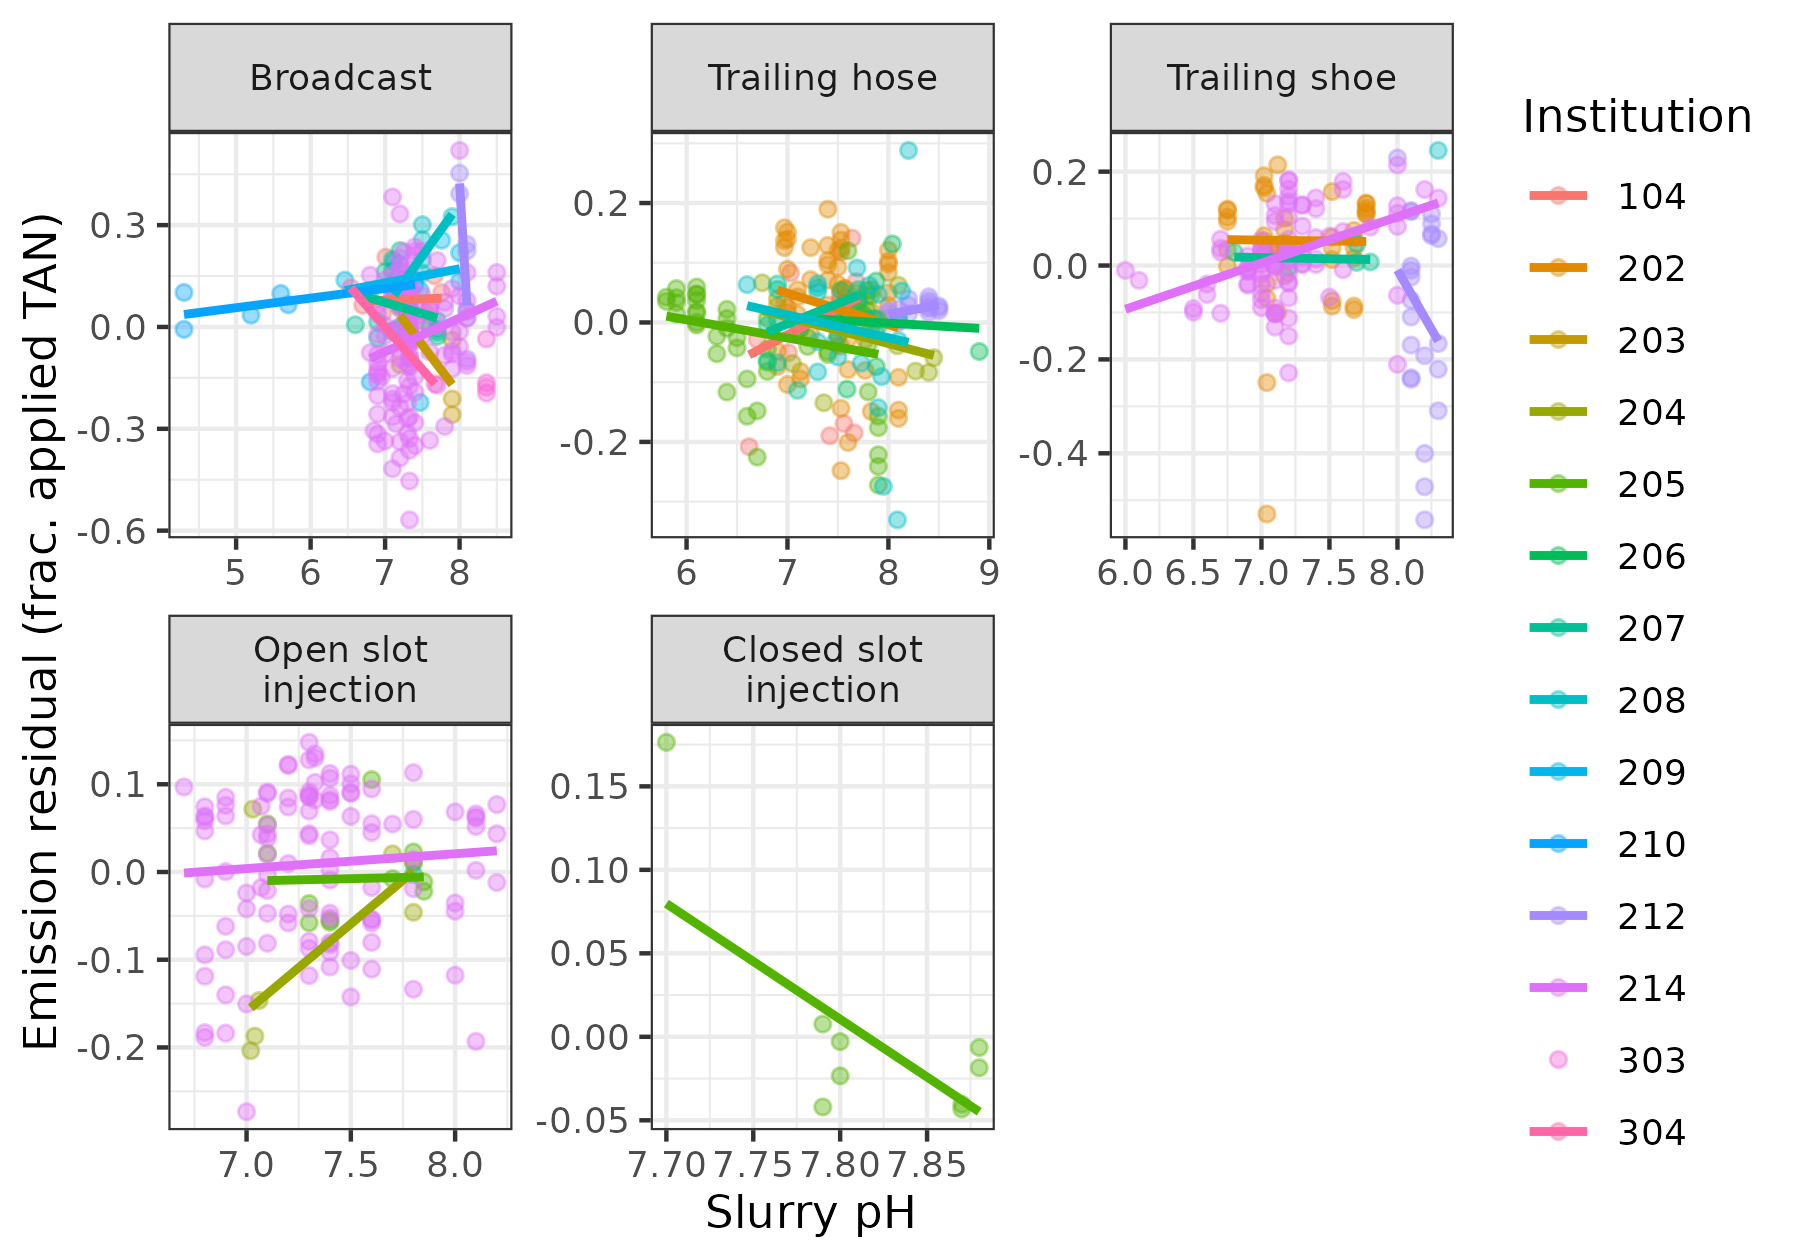 Broadcast
Trailing hose
Trailing shoe
0.3
0.0
-0.3
-0.6
5 6 7 8
0.2
0.0
-0.2
6 7 8 9
0.2
0.0
-0.2
-0.4
6.0 6.5 7.0 7.5 8.0
Open slot
injection
Closed slot
injection
0.1
0.0
-0.1
-0.2
7.0 7.5 8.0
0.15
0.10
0.05
0.00
-0.05
7.70 7.75 7.80 7.85
Emission residual (frac. applied TAN)
Slurry pH
Institution
104
202
203
204
205
206
207
208
209
210
212
214
303
304